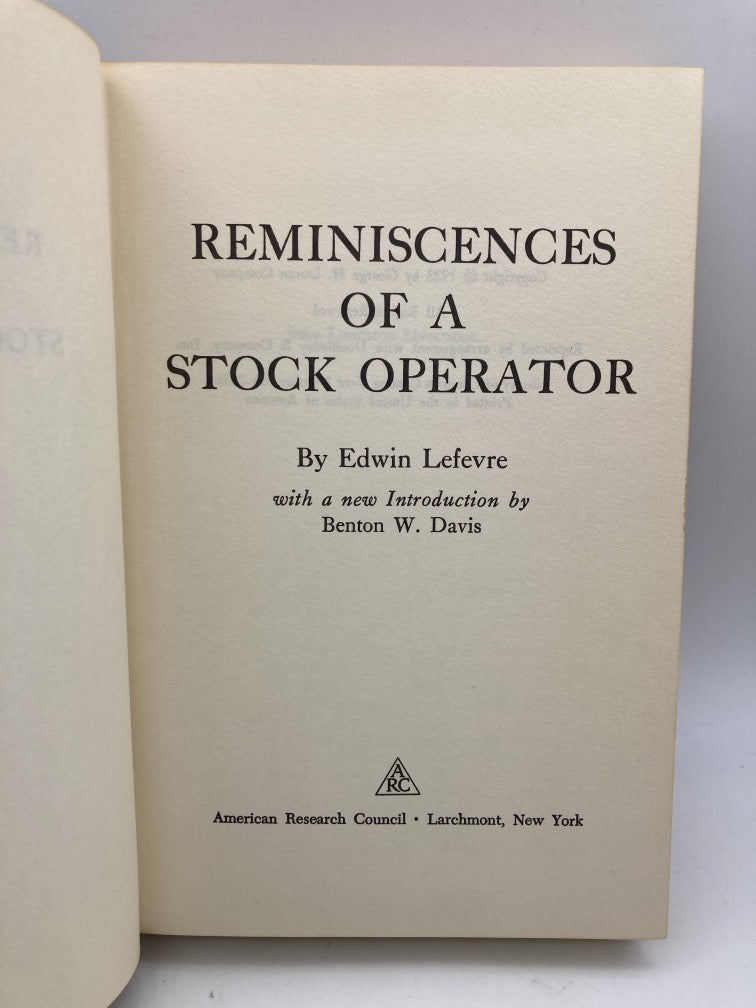 REMINISCENCES
OF A
STOCK OPERATOR
By Edwin Lefevre
with a new Introduction by
Benton W. Davis
A
RC
American Research Council • Larchmont, New York